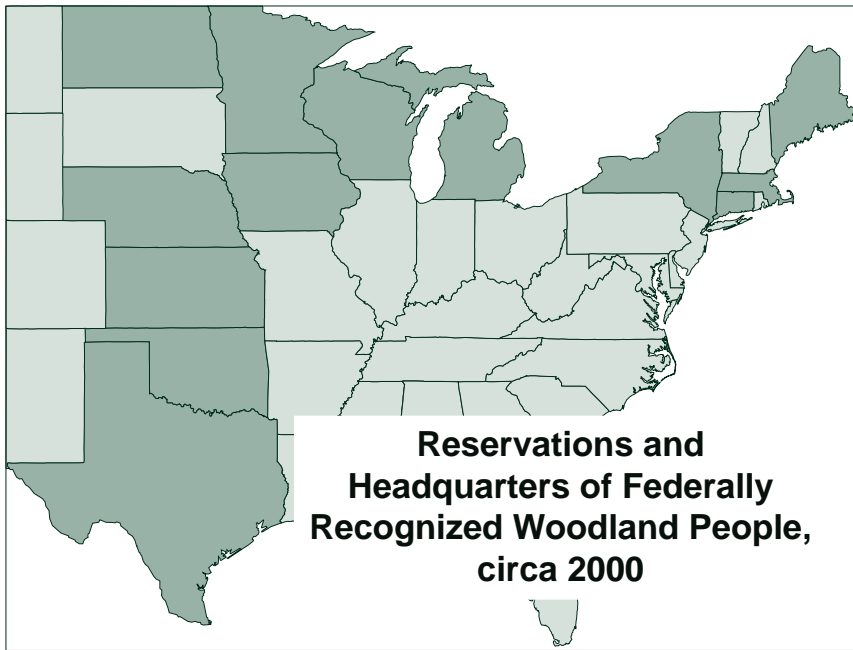 Reservations and
Headquarters of Federally
Recognized Woodland People,
circa 2000